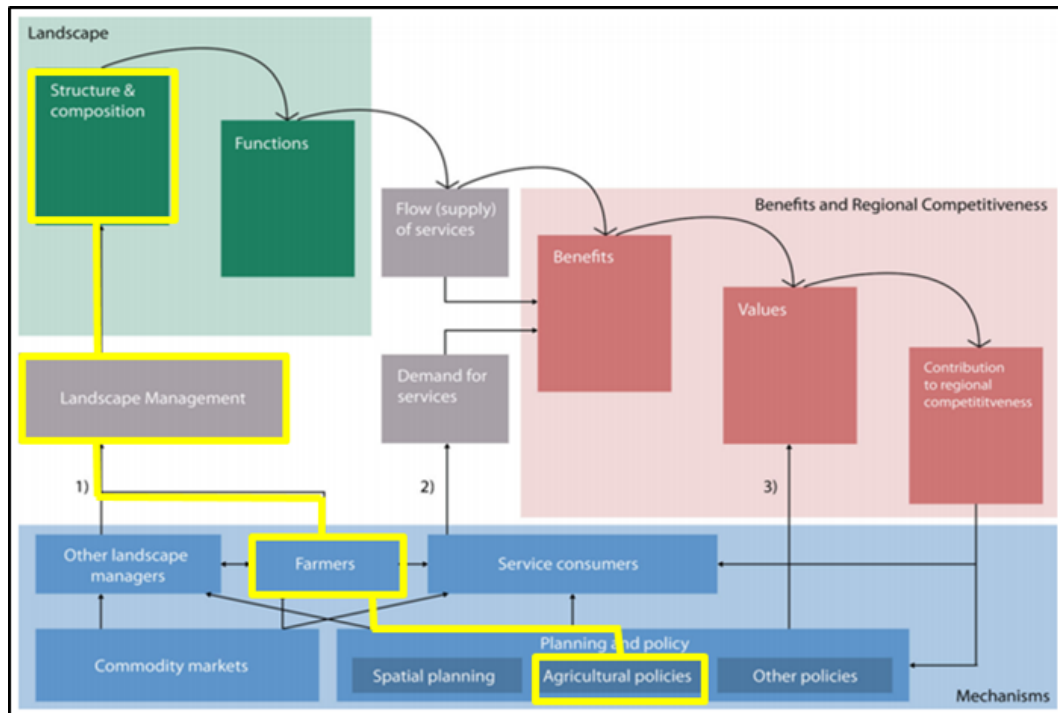 Landscape
Structure &
composition
Functions
Flow (supply)
of services
Benefits and Regional Competitiveness
Benefits
Values
Contribution
to regional
competititveness
Landscape Management
Demand for
services
1)
2)
3)
Other landscape
managers
Farmers
Service consumers
Commodity markets
Planning and policy
Spatial planning
Agricultural policies
Other policies
Mechanisms